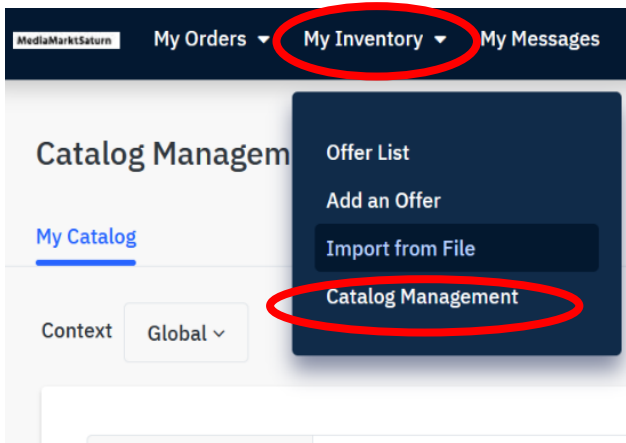 MediaMarktSaturn My Orders My Inventory My Messages
Catalog Managem
Offer List
Add an Offer
My Catalog
Import from File
Catalog Management
Context Global